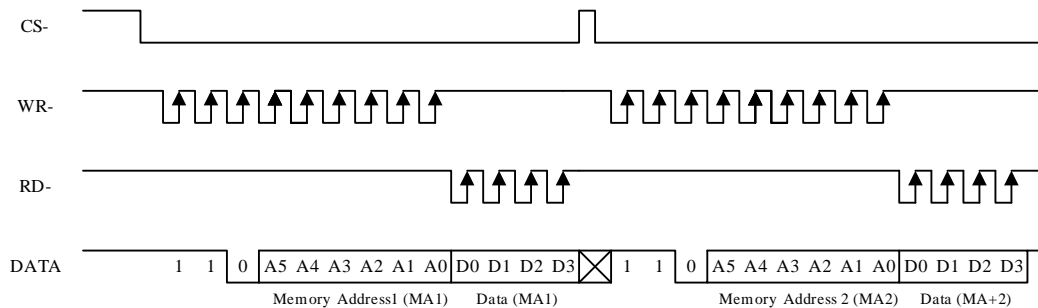 CS-
WR-
RD-
DATA 1 1 0 A5 A4 A3 A2 A1 A0 D0 D1 D2 D3 1 1 0 A5 A4 A3 A2 A1 A0 D0 D1 D2 D3
Memory Address1 (MA1) Data (MA1) Memory Address 2 (MA2) Data (MA+2)